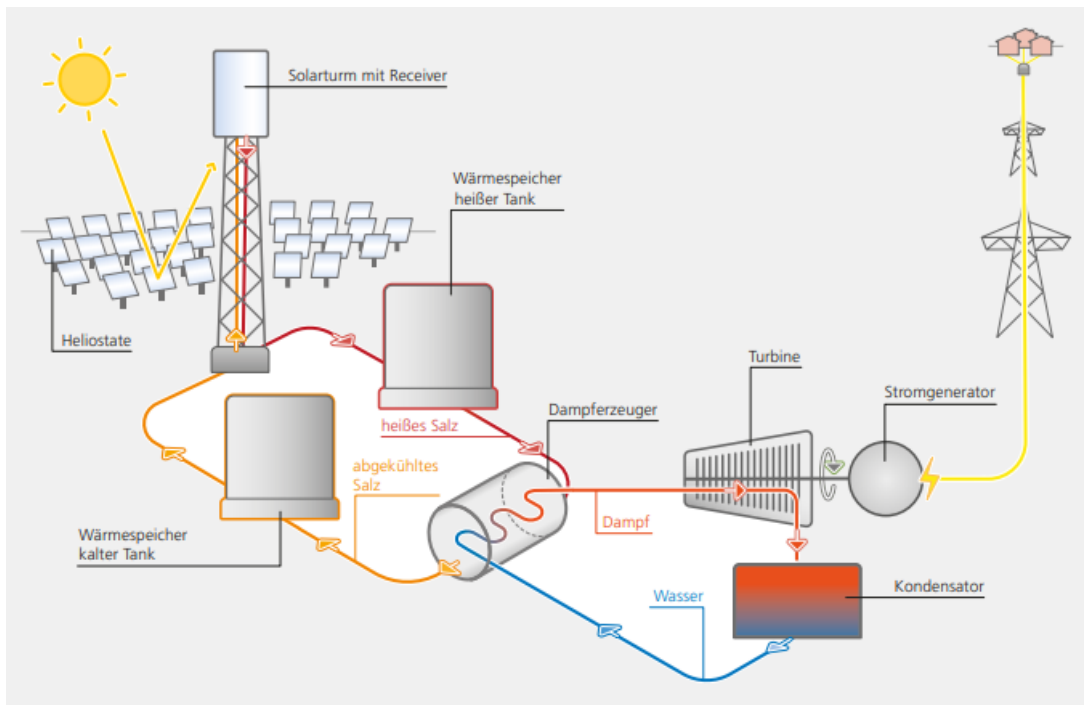 Solarturm mit Receiver
Wärmespeicher
heißer Tank
Heliostate
Turbine
Stromgenerator
Dampferzeuger
heißes Salz
abgekühltes
Salz
Dampf
Wärmespeicher
kalter Tank
Kondensator
Wasser